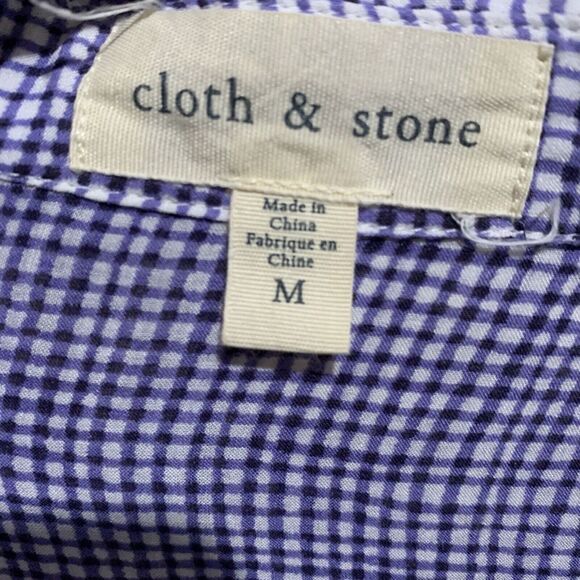 cloth & stone
Made in
China
Fabrique en
Chine
M